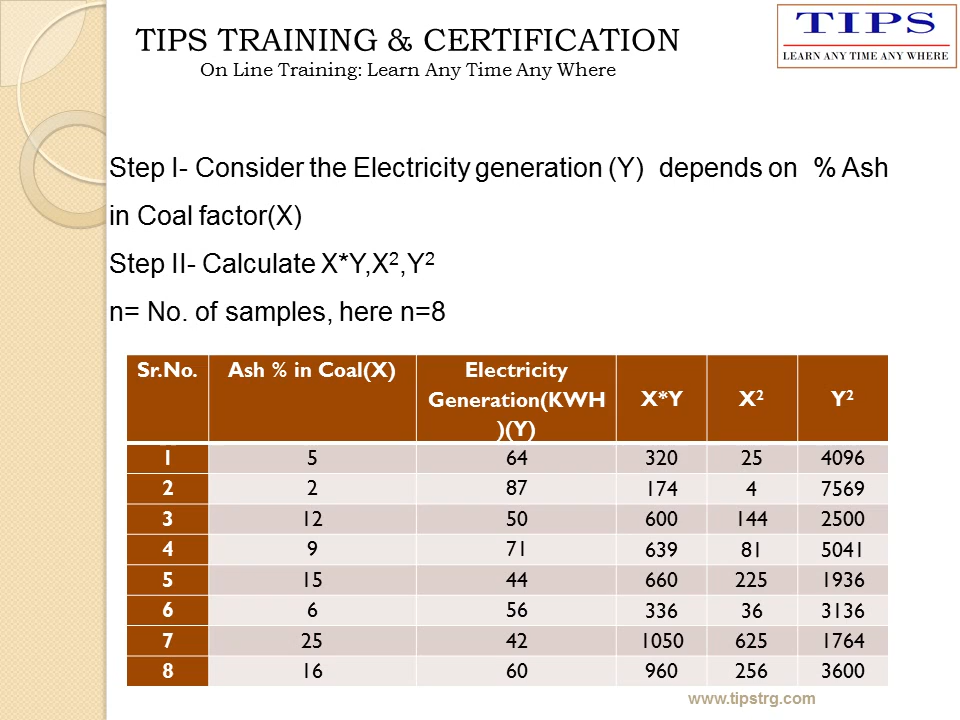 TIPS TRAINING & CERTIFICATION
On Line Training: Learn Any Time Any Where
TIPS
LEARN ANY TIME ANY WHERE
Step I- Consider the Electricity generation (Y)  depends on  % Ash
in Coal factor(X)
Step II- Calculate X*Y,X²,Y²
n= No. of samples, here n=8
Sr.No. Ash % in Coal(X) Electricity
Generation(KWH
)(Y) X*Y X² Y²
1 5 64 320 25 4096
2 2 87 174 4 7569
3 12 50 600 144 2500
4 9 71 639 81 5041
5 15 44 660 225 1936
6 6 56 336 36 3136
7 25 42 1050 625 1764
8 16 60 960 256 3600
www.tipstrg.com